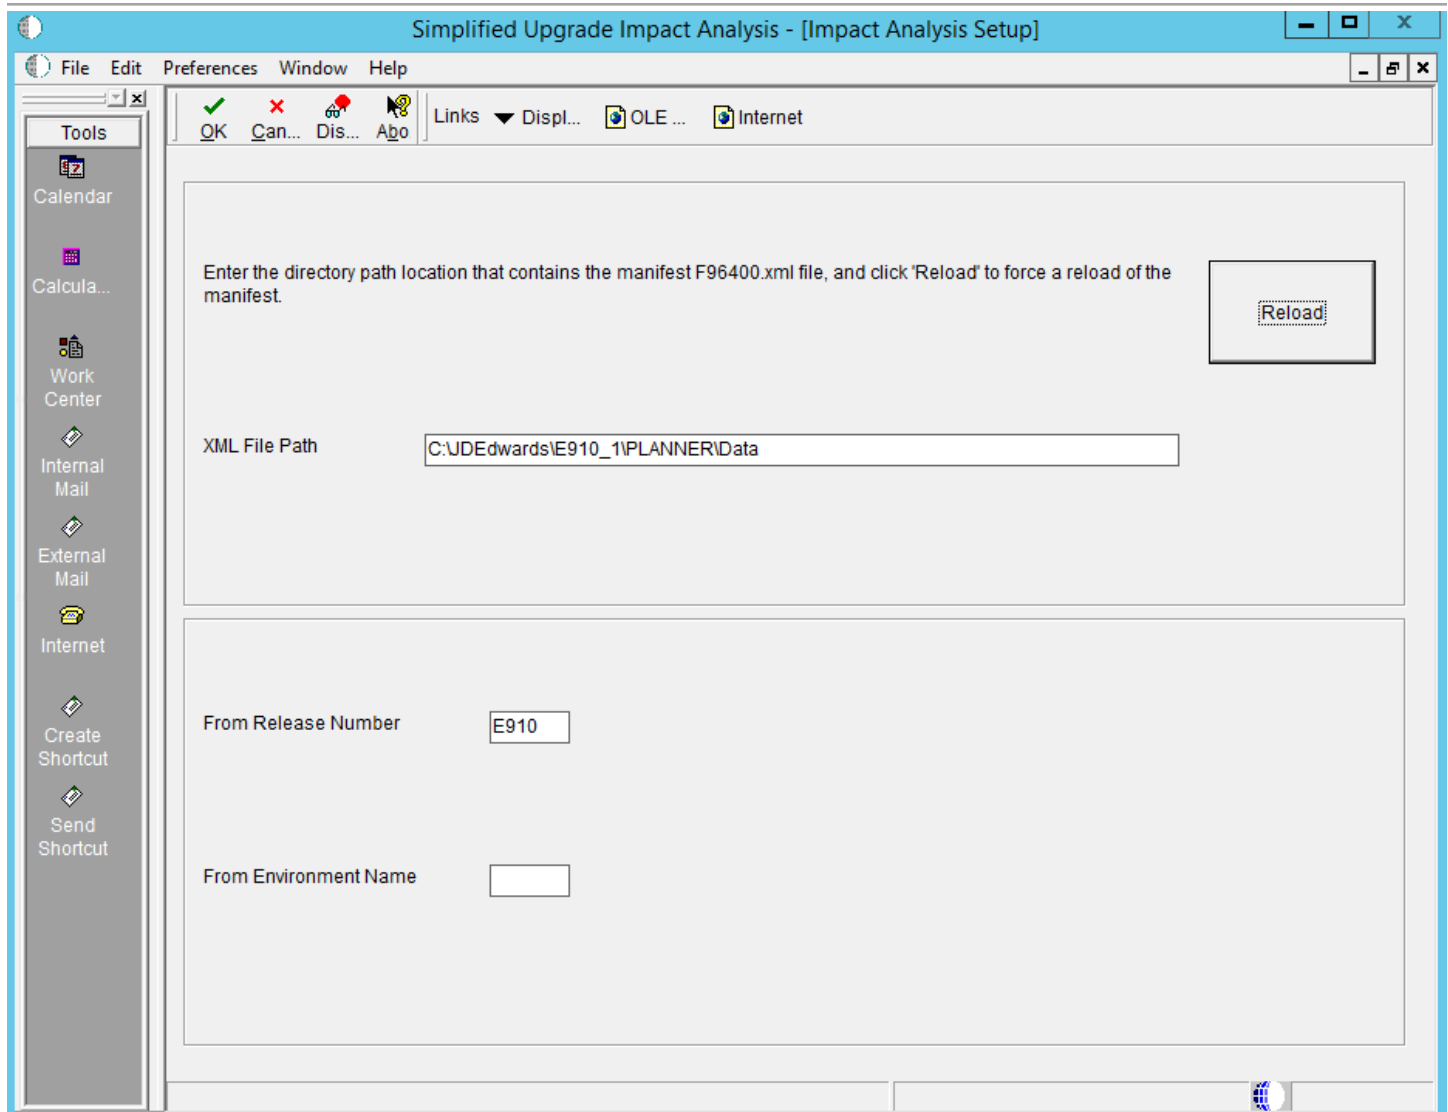 Simplified Upgrade Impact Analysis - [Impact Analysis Setup]
File Edit Preferences Window Help
Tools
OK Can... Dis... Abo Links Displ... OLE ... Internet
Calendar
Calcula...
Work
Center
Internal
Mail
External
Mail
Internet
Create
Shortcut
Send
Shortcut
Enter the directory path location that contains the manifest F96400.xml file, and click 'Reload' to force a reload of the
manifest.
Reload
XML File Path C:\JDEdwards\E910_1\PLANNER\Data
From Release Number E910
From Environment Name